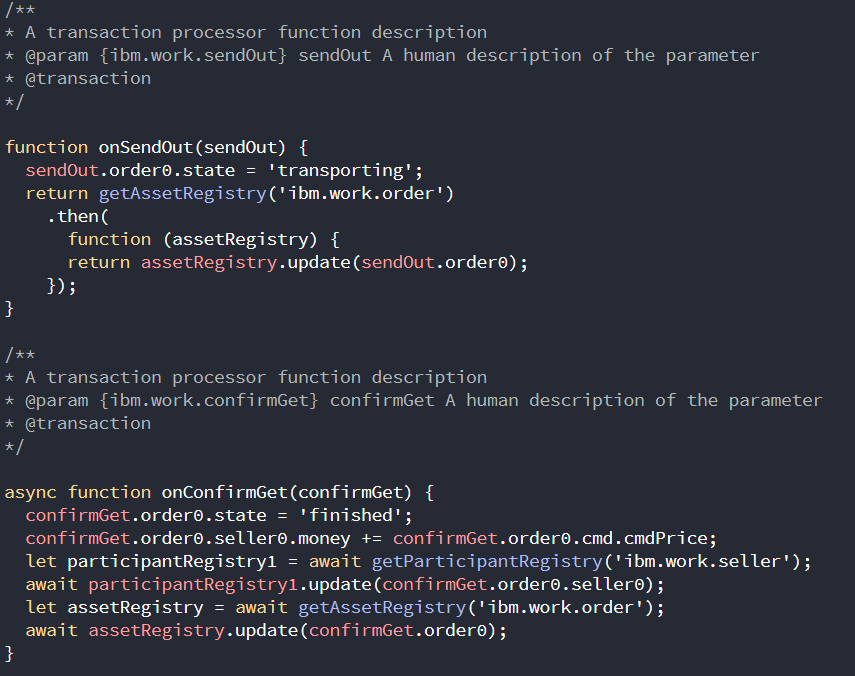 /**
* A transaction processor function description
* @param {ibm.work.sendOut} sendOut A human description of the parameter
* @transaction
*/

function onSendOut(sendOut) {
  sendOut.order0.state = 'transporting';
  return getAssetRegistry('ibm.work.order')
    .then(
      function (assetRegistry) {
      return assetRegistry.update(sendOut.order0);
    });
}

/**
* A transaction processor function description
* @param {ibm.work.confirmGet} confirmGet A human description of the parameter
* @transaction
*/

async function onConfirmGet(confirmGet) {
  confirmGet.order0.state = 'finished';
  confirmGet.order0.seller0.money += confirmGet.order0.cmd.cmdPrice;
  let participantRegistry1 = await getParticipantRegistry('ibm.work.seller');
  await participantRegistry1.update(confirmGet.order0.seller0);
  let assetRegistry = await getAssetRegistry('ibm.work.order');
  await assetRegistry.update(confirmGet.order0);
}